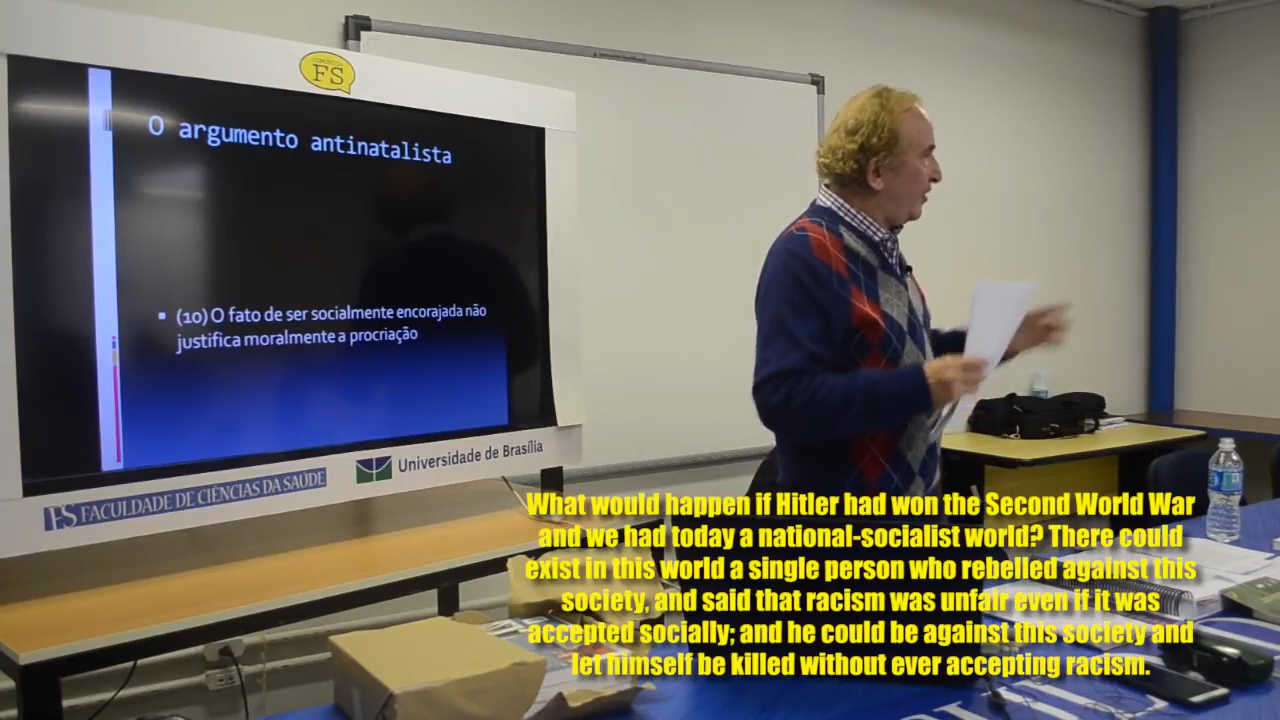 FS
O argumento antinatalista
(10) O fato de ser socialmente encorajada não
justifica moralmente a procriação
FS FACULDADE DE CIÊNCIAS DA SAÚDE
Universidade de Brasília
What would happen if Hitler had won the Second World War
and we had today a national-socialist world? There could
exist in this world a single person who rebelled against this
society, and said that racism was unfair even if it was
accepted socially; and he could be against this society and
let himself be killed without ever accepting racism.